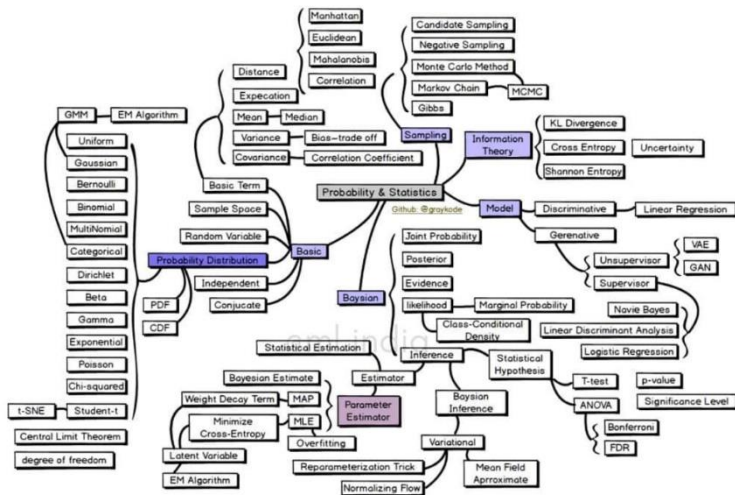 Manhattan
Euclidean
Mahalanobis
Correlation
Distance
Expecation
Mean
Median
Variance
Bias-trade off
Covariance
Correlation Coefficient
Basic Term
Sample Space
Random Variable
Probability Distribution
Independent
Conjucate
Basic
GMM
EM Algorithm
Uniform
Gaussian
Bernoulli
Binomial
MultiNomial
Categorical
Dirichlet
Beta
Gamma
Exponential
Poisson
Chi-squared
t-SNE
Student-t
Central Limit Theorem
degree of freedom
PDF
CDF
Candidate Sampling
Negative Sampling
Monte Carlo Method
Markov Chain
MCMC
Gibbs
Sampling
Information
Theory
KL Divergence
Cross Entropy
Uncertainty
Shannon Entropy
Probability & Statistics
Github: @graykode
Model
Discriminative
Linear Regression
Gerenative
Unsupervisor
VAE
GAN
Supervisor
Navie Bayes
Linear Discriminant Analysis
Logistic Regression
Baysian
Joint Probability
Posterior
Evidence
likelihood
Marginal Probability
Class-Conditional
Density
Inference
Statistical Estimation
Estimator
Parameter
Estimator
Bayesian Estimate
Weight Decay Term
MAP
Minimize
Cross-Entropy
MLE
Overfitting
Latent Variable
EM Algorithm
Baysian
Inference
Variational
Reparameterization Trick
Normalizing Flow
Mean Field
Aproximate
Statistical
Hypothesis
T-test
p-value
ANOVA
Significance Level
Bonferroni
FDR